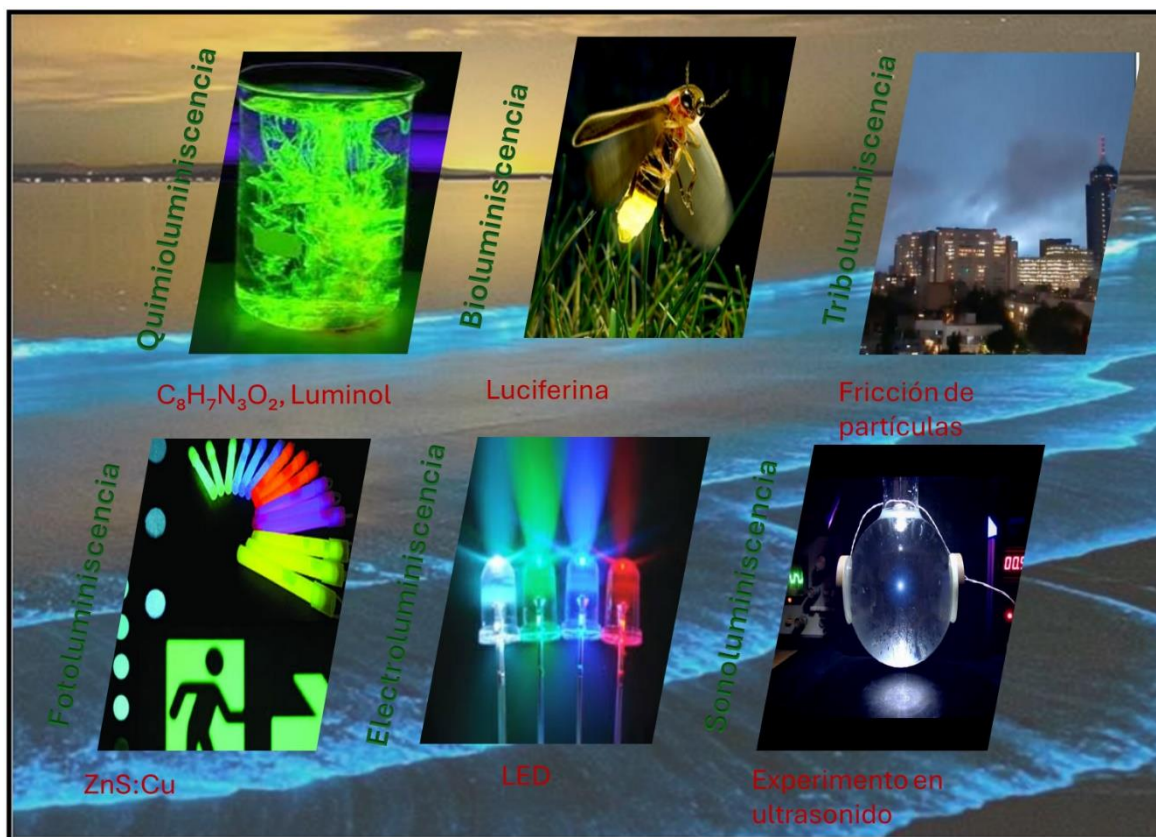 Quimioluminiscencia
Bioluminiscencia
Triboluminiscencia
C₈H₇N₃O₂, Luminol
Luciferina
Fricción de
partículas
Fotoluminiscencia
Electroluminiscencia
Sonoluminiscencia
ZnS:Cu
LED
Experimento en
ultrasonido